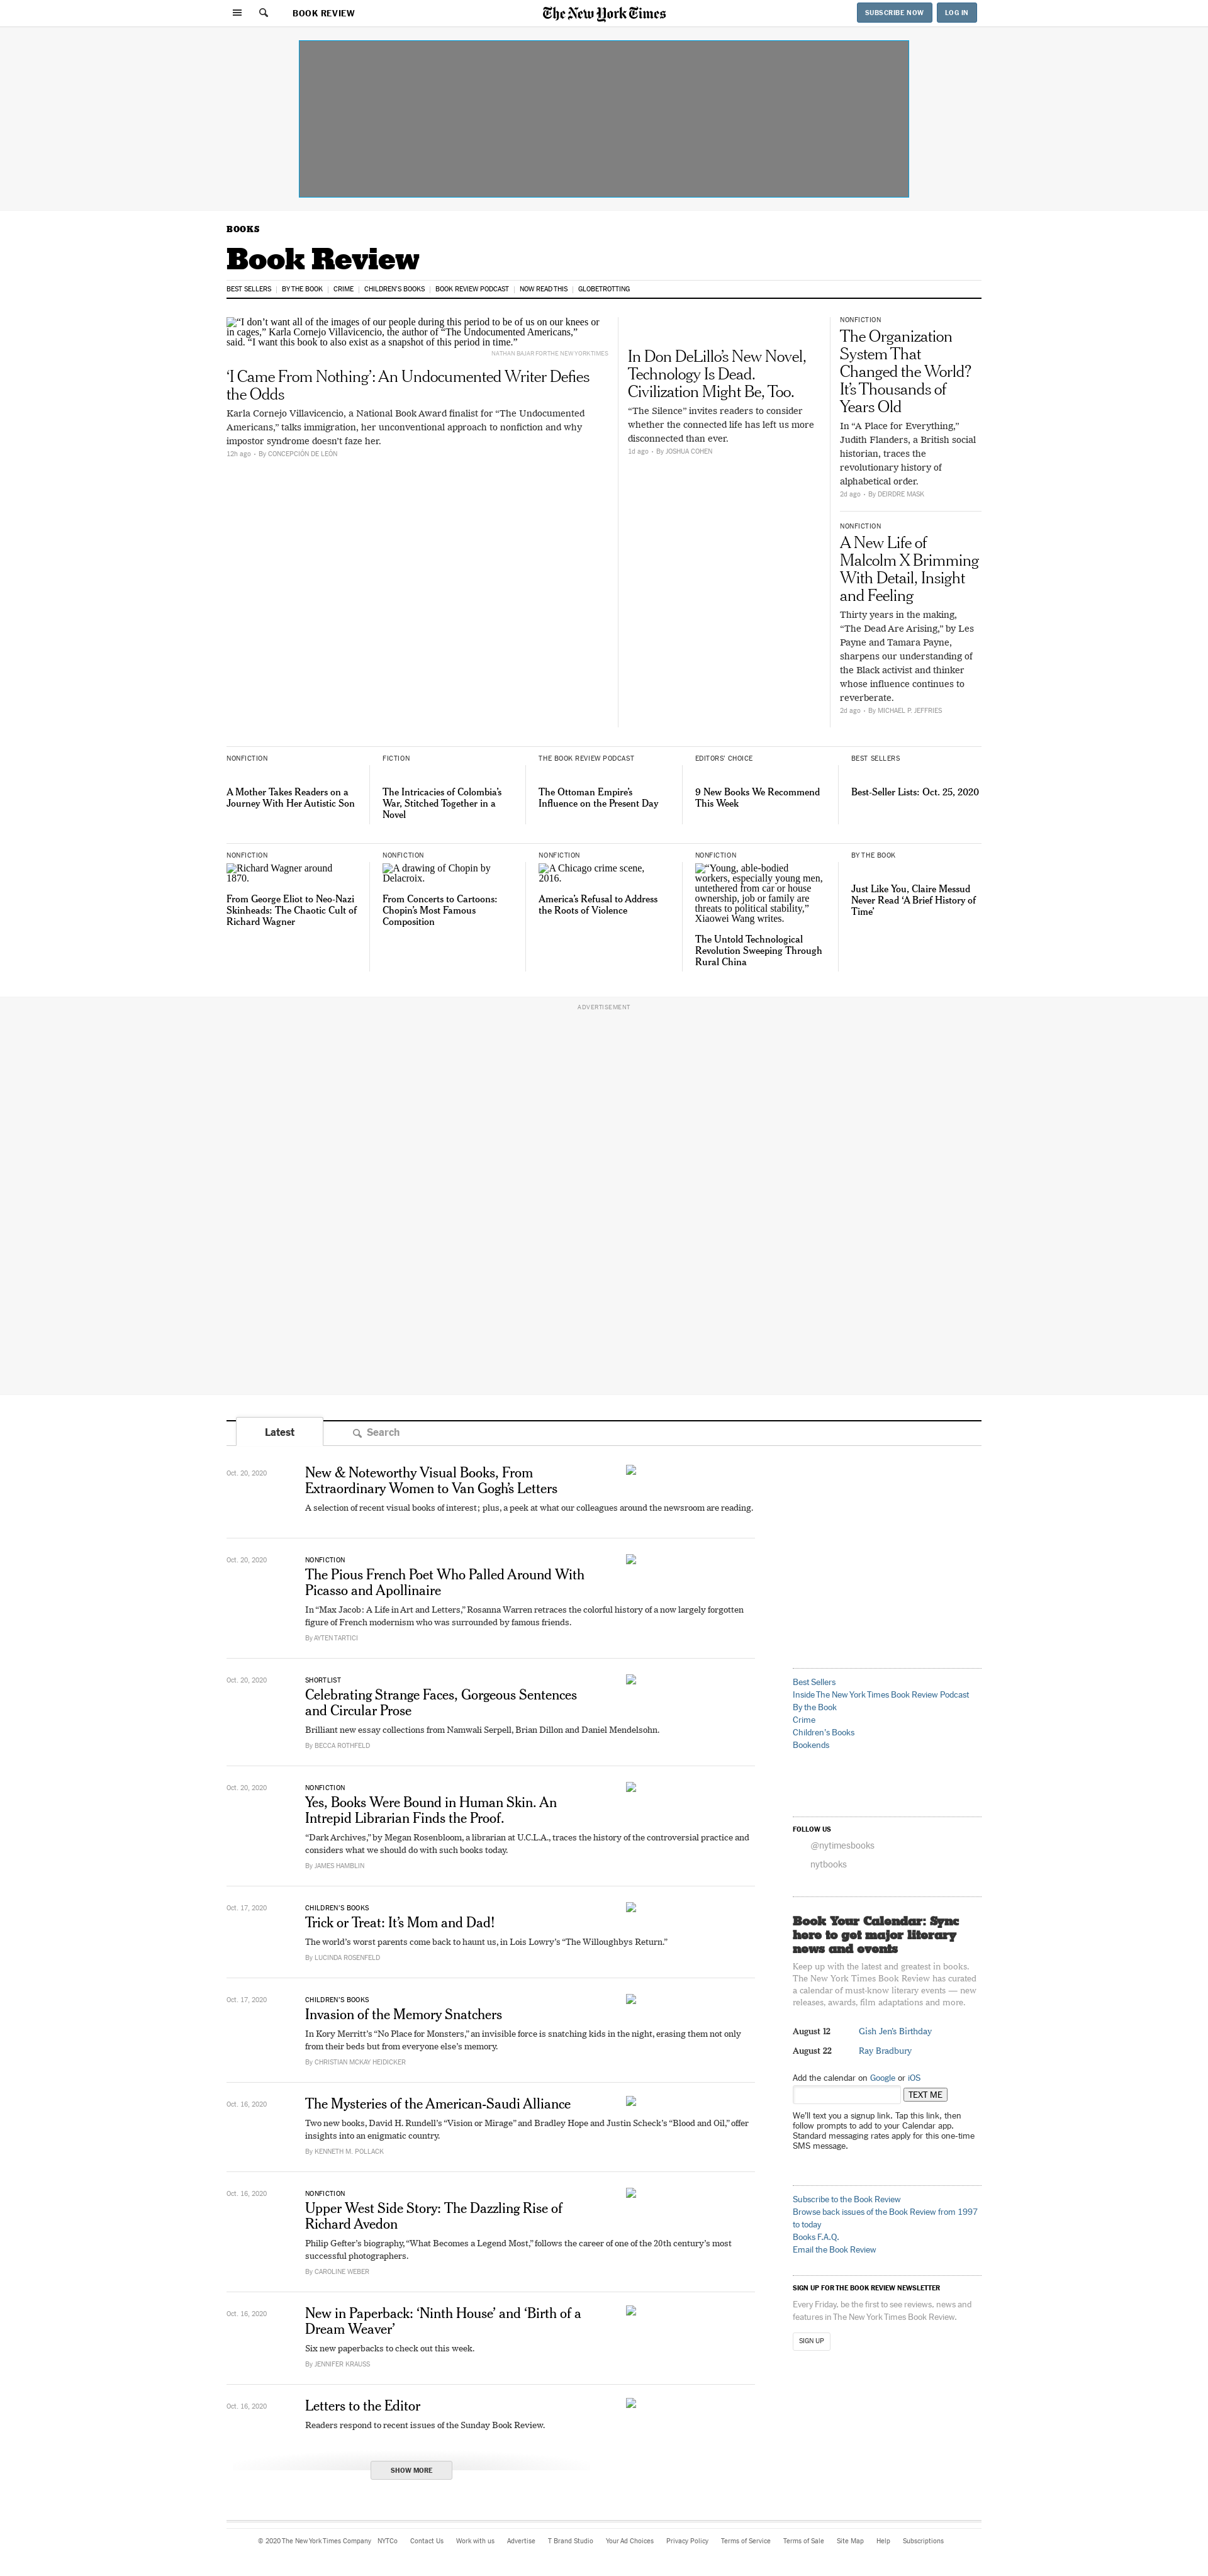 BOOK REVIEW
The New York Times
SUBSCRIBE NOW
LOG IN
BOOKS
Book Review
BEST SELLERS | BY THE BOOK | CRIME | CHILDREN'S BOOKS | BOOK REVIEW PODCAST | NOW READ THIS | GLOBETROTTING
“I don’t want all of the images of our people during this period to be of us on our knees or
in cages,” Karla Cornejo Villavicencio, the author of “The Undocumented Americans,”
said. “I want this book to also exist as a snapshot of this period in time.”
NATHAN BAJAR FOR THE NEW YORK TIMES
‘I Came From Nothing’: An Undocumented Writer Defies
the Odds
Karla Cornejo Villavicencio, a National Book Award finalist for “The Undocumented
Americans,” talks immigration, her unconventional approach to nonfiction and why
impostor syndrome doesn’t faze her.
12h ago • By CONCEPCIÓN DE LEÓN
In Don DeLillo’s New Novel,
Technology Is Dead.
Civilization Might Be, Too.
“The Silence” invites readers to consider
whether the connected life has left us more
disconnected than ever.
1d ago • By JOSHUA COHEN
NONFICTION
The Organization
System That
Changed the World?
It’s Thousands of
Years Old
In “A Place for Everything,”
Judith Flanders, a British social
historian, traces the
revolutionary history of
alphabetical order.
2d ago • By DEIRDRE MASK
NONFICTION
A New Life of
Malcolm X Brimming
With Detail, Insight
and Feeling
Thirty years in the making,
“The Dead Are Arising,” by Les
Payne and Tamara Payne,
sharpens our understanding of
the Black activist and thinker
whose influence continues to
reverberate.
2d ago • By MICHAEL P. JEFFRIES
NONFICTION
A Mother Takes Readers on a
Journey With Her Autistic Son
FICTION
The Intricacies of Colombia’s
War, Stitched Together in a
Novel
THE BOOK REVIEW PODCAST
The Ottoman Empire’s
Influence on the Present Day
EDITORS’ CHOICE
9 New Books We Recommend
This Week
BEST SELLERS
Best-Seller Lists: Oct. 25, 2020
NONFICTION
Richard Wagner around
1870.
From George Eliot to Neo-Nazi
Skinheads: The Chaotic Cult of
Richard Wagner
NONFICTION
A drawing of Chopin by
Delacroix.
From Concerts to Cartoons:
Chopin’s Most Famous
Composition
NONFICTION
A Chicago crime scene,
2016.
America’s Refusal to Address
the Roots of Violence
NONFICTION
“Young, able-bodied
workers, especially young men,
untethered from car or house
ownership, job or family are
threats to political stability,”
Xiaowei Wang writes.
The Untold Technological
Revolution Sweeping Through
Rural China
BY THE BOOK
Just Like You, Claire Messud
Never Read ‘A Brief History of
Time’
ADVERTISEMENT
Latest
Search
Oct. 20, 2020
New & Noteworthy Visual Books, From
Extraordinary Women to Van Gogh’s Letters
A selection of recent visual books of interest; plus, a peek at what our colleagues around the newsroom are reading.
Oct. 20, 2020
NONFICTION
The Pious French Poet Who Palled Around With
Picasso and Apollinaire
In “Max Jacob: A Life in Art and Letters,” Rosanna Warren retraces the colorful history of a now largely forgotten
figure of French modernism who was surrounded by famous friends.
By AYTEN TARTICI
Oct. 20, 2020
SHORTLIST
Celebrating Strange Faces, Gorgeous Sentences
and Circular Prose
Brilliant new essay collections from Namwali Serpell, Brian Dillon and Daniel Mendelsohn.
By BECCA ROTHFELD
Oct. 20, 2020
NONFICTION
Yes, Books Were Bound in Human Skin. An
Intrepid Librarian Finds the Proof.
“Dark Archives,” by Megan Rosenbloom, a librarian at U.C.L.A., traces the history of the controversial practice and
considers what we should do with such books today.
By JAMES HAMBLIN
Oct. 17, 2020
CHILDREN’S BOOKS
Trick or Treat: It’s Mom and Dad!
The world’s worst parents come back to haunt us, in Lois Lowry’s “The Willoughbys Return.”
By LUCINDA ROSENFELD
Oct. 17, 2020
CHILDREN’S BOOKS
Invasion of the Memory Snatchers
In Kory Merritt’s “No Place for Monsters,” an invisible force is snatching kids in the night, erasing them not only
from their beds but from everyone else’s memory.
By CHRISTIAN MCKAY HEIDICKER
Oct. 16, 2020
The Mysteries of the American-Saudi Alliance
Two new books, David H. Rundell’s “Vision or Mirage” and Bradley Hope and Justin Scheck’s “Blood and Oil,” offer
insights into an enigmatic country.
By KENNETH M. POLLACK
Oct. 16, 2020
NONFICTION
Upper West Side Story: The Dazzling Rise of
Richard Avedon
Philip Gefter’s biography, “What Becomes a Legend Most,” follows the career of one of the 20th century’s most
successful photographers.
By CAROLINE WEBER
Oct. 16, 2020
New in Paperback: ‘Ninth House’ and ‘Birth of a
Dream Weaver’
Six new paperbacks to check out this week.
By JENNIFER KRAUSS
Oct. 16, 2020
Letters to the Editor
Readers respond to recent issues of the Sunday Book Review.
SHOW MORE
Best Sellers
Inside The New York Times Book Review Podcast
By the Book
Crime
Children’s Books
Bookends
FOLLOW US
@nytimesbooks
nytbooks
Book Your Calendar: Sync
here to get major literary
news and events
Keep up with the latest and greatest in books.
The New York Times Book Review has curated
a calendar of must-know literary events — new
releases, awards, film adaptations and more.
August 12 Gish Jen’s Birthday
August 22 Ray Bradbury
Add the calendar on Google or iOS
TEXT ME
We’ll text you a signup link. Tap this link, then
follow prompts to add to your Calendar app.
Standard messaging rates apply for this one-time
SMS message.
Subscribe to the Book Review
Browse back issues of the Book Review from 1997
to today
Books F.A.Q.
Email the Book Review
SIGN UP FOR THE BOOK REVIEW NEWSLETTER
Every Friday, be the first to see reviews, news and
features in The New York Times Book Review.
SIGN UP
© 2020 The New York Times Company NYTCo Contact Us Work with us Advertise T Brand Studio Your Ad Choices Privacy Policy Terms of Service Terms of Sale Site Map Help Subscriptions